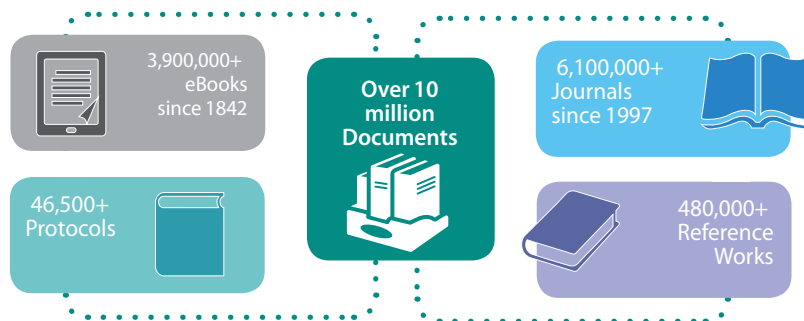 3,900,000+
eBooks
since 1842
46,500+
Protocols
Over 10
million
Documents
6,100,000+
Journals
since 1997
480,000+
Reference
Works